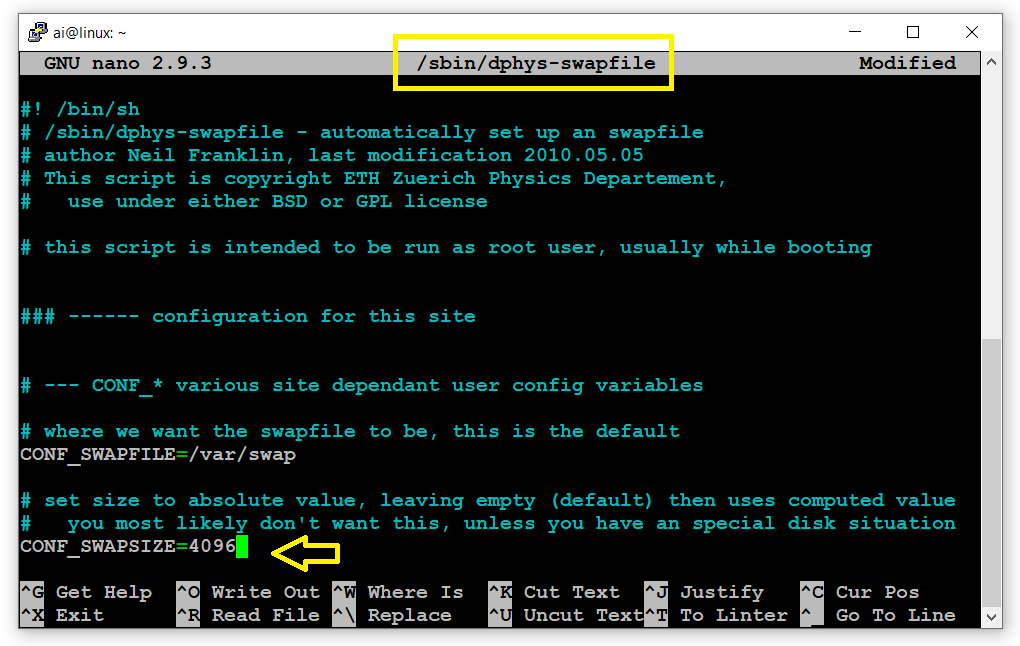 ai@linux: ~
GNU nano 2.9.3 /sbin/dphys-swapfile Modified
#! /bin/sh
# /sbin/dphys-swapfile - automatically set up an swapfile
# author Neil Franklin, last modification 2010.05.05
# This script is copyright ETH Zuerich Physics Departement,
#   use under either BSD or GPL license
# this script is intended to be run as root user, usually while booting
### ------ configuration for this site
# --- CONF_* various site dependant user config variables
# where we want the swapfile to be, this is the default
CONF_SWAPFILE=/var/swap
# set size to absolute value, leaving empty (default) then uses computed value
#   you most likely don't want this, unless you have an special disk situation
CONF_SWAPSIZE=4096
^G Get Help ^O Write Out ^W Where Is ^K Cut Text ^J Justify ^C Cur Pos
^X Exit ^R Read File ^\ Replace ^U Uncut Text ^T To Linter ^_ Go To Line